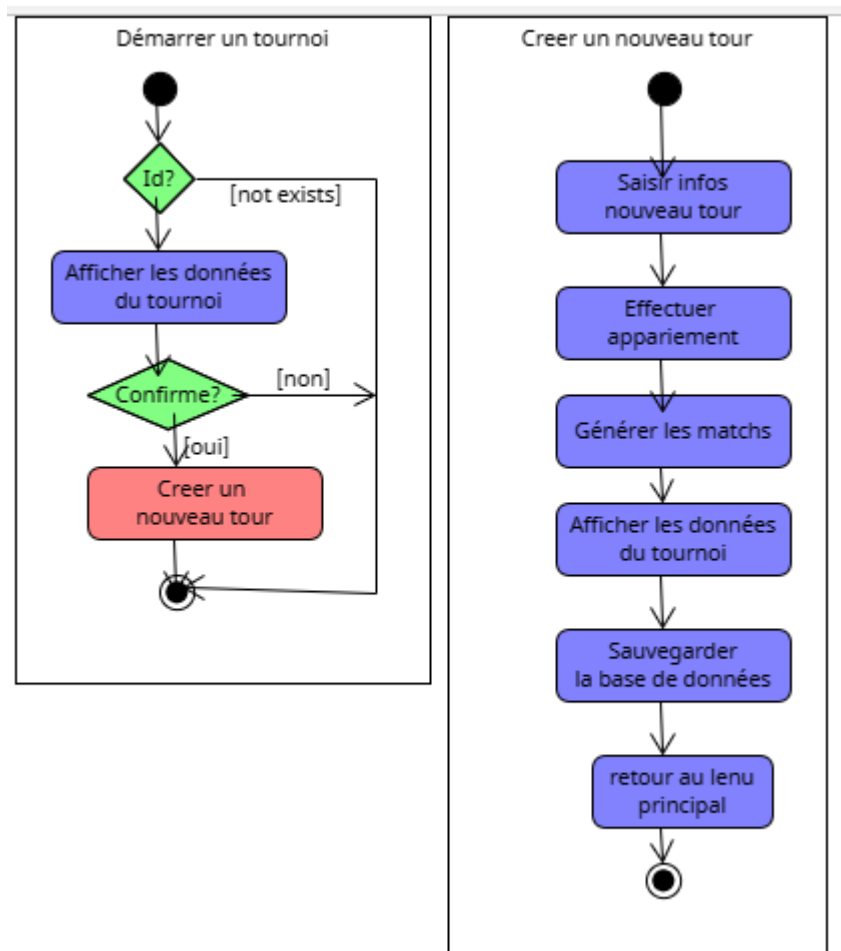 Démarrer un tournoi
Id?
[not exists]
Afficher les données
du tournoi
Confirme?
[non]
[oui]
Creer un
nouveau tour
Creer un nouveau tour
Saisir infos
nouveau tour
Effectuer
appariement
Générer les matchs
Afficher les données
du tournoi
Sauvegarder
la base de données
retour au lenu
principal